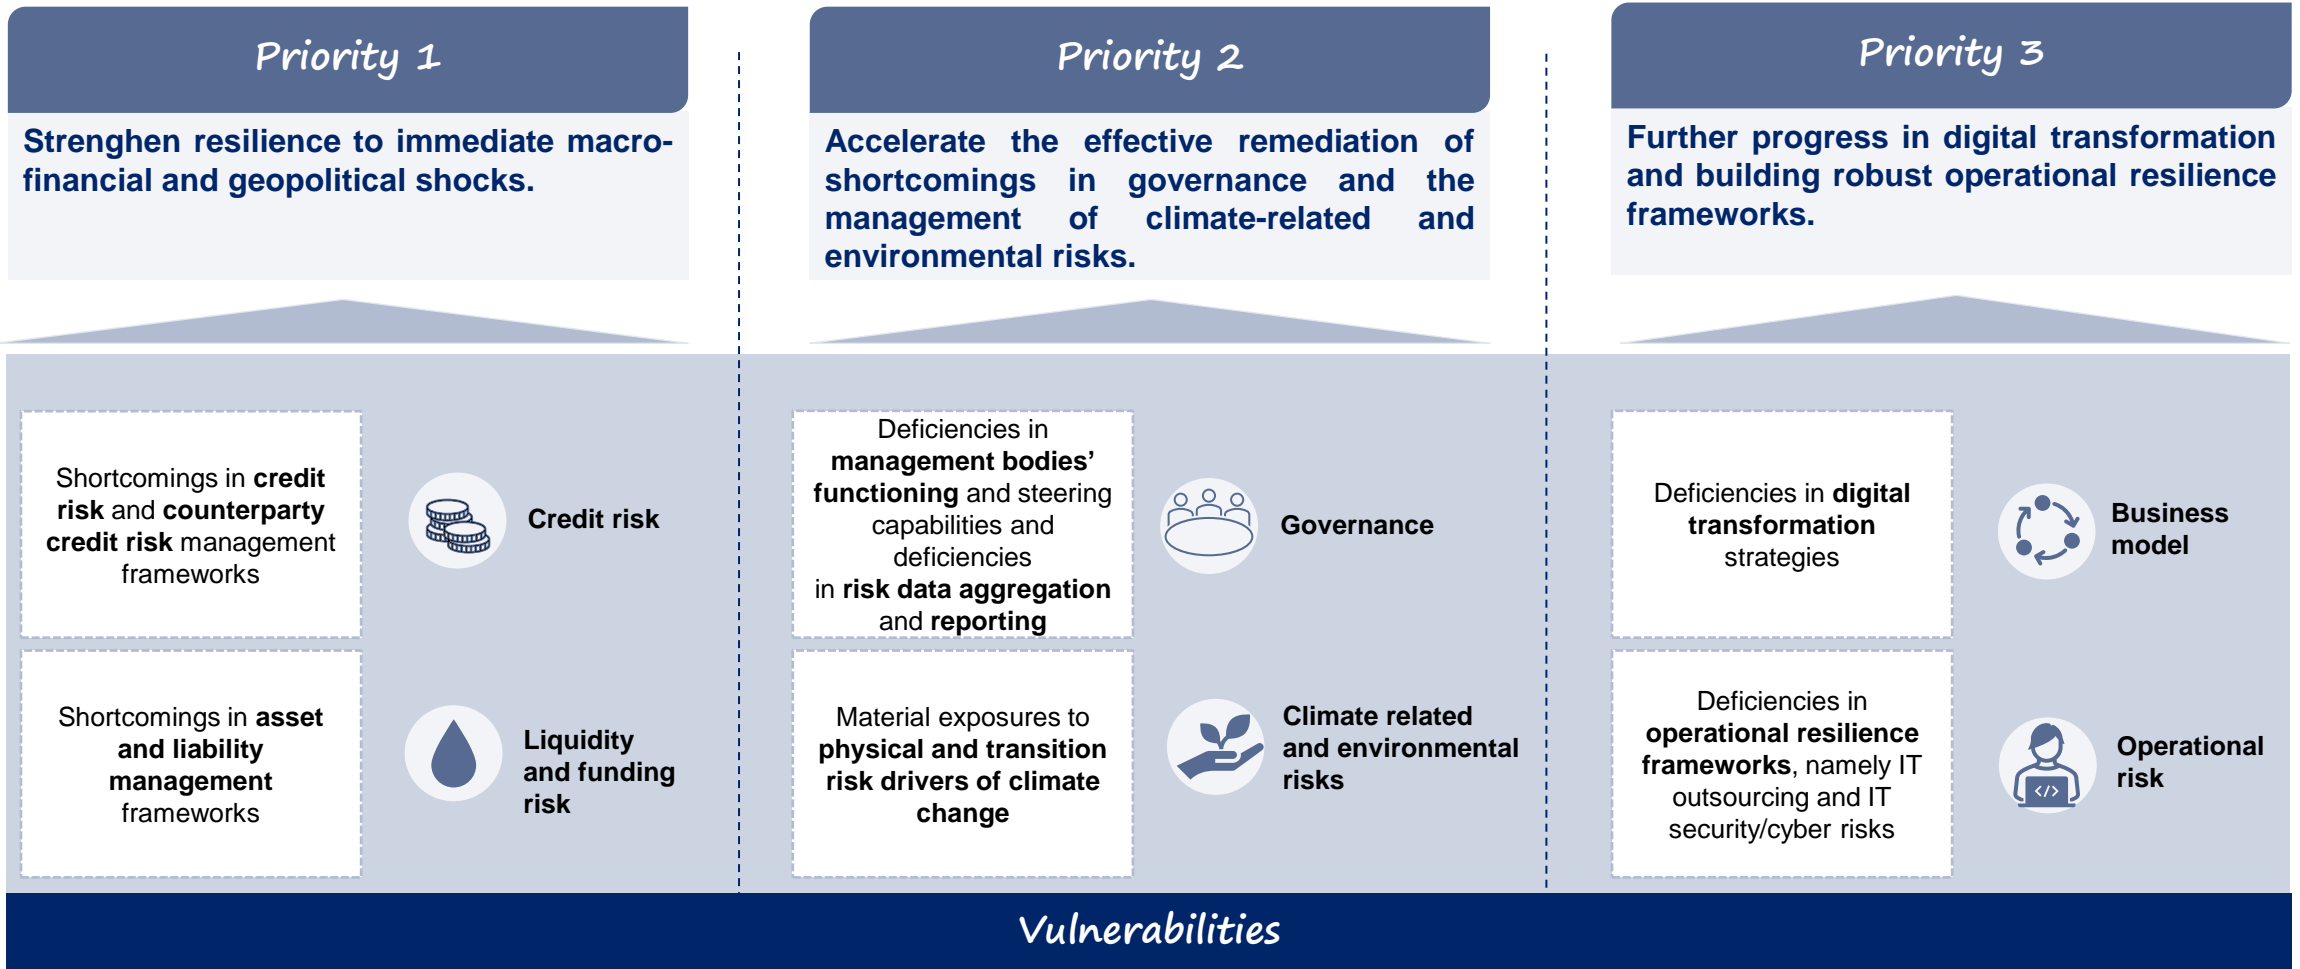 Priority 1
Strenghen resilience to immediate macro-
financial and geopolitical shocks.
Priority 2
Accelerate the effective remediation of
shortcomings in governance and the
management of climate-related and
environmental risks.
Priority 3
Further progress in digital transformation
and building robust operational resilience
frameworks.
Shortcomings in credit
risk and counterparty
credit risk management
frameworks
Credit risk
Shortcomings in asset
and liability
management
frameworks
Liquidity
and funding
risk
Deficiencies in
management bodies’
functioning and steering
capabilities and
deficiencies
in risk data aggregation
and reporting
Governance
Material exposures to
physical and transition
risk drivers of climate
change
Climate related
and environmental
risks
Deficiencies in digital
transformation
strategies
Business
model
Deficiencies in
operational resilience
frameworks, namely IT
outsourcing and IT
security/cyber risks
</>
Operational
risk
Vulnerabilities